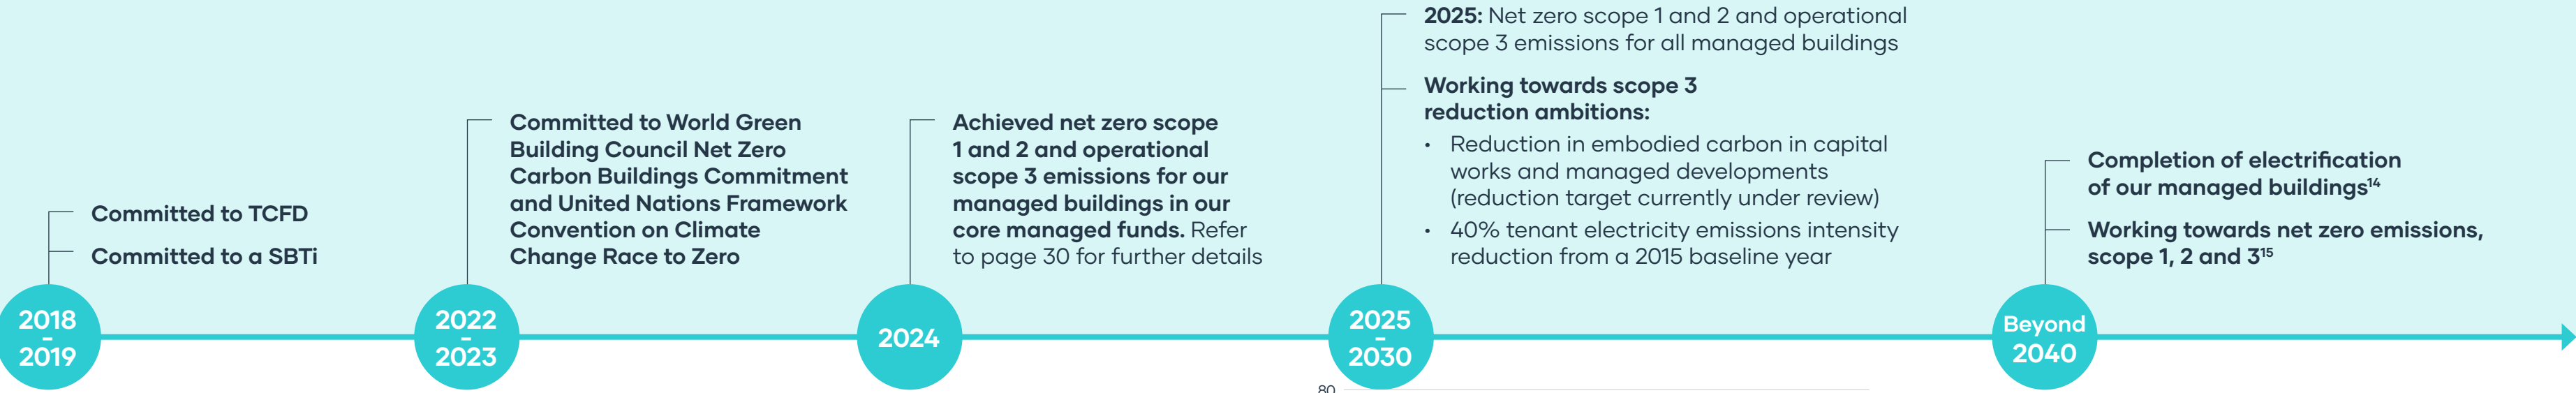 Committed to TCFD
Committed to a SBTi
2018
-
2019
Committed to World Green
Building Council Net Zero
Carbon Buildings Commitment
and United Nations Framework
Convention on Climate
Change Race to Zero
2022
-
2023
Achieved net zero scope
1 and 2 and operational
scope 3 emissions for our
managed buildings in our
core managed funds. Refer
to page 30 for further details
2024
2025: Net zero scope 1 and 2 and operational
scope 3 emissions for all managed buildings
Working towards scope 3
reduction ambitions:
• Reduction in embodied carbon in capital
works and managed developments
(reduction target currently under review)
• 40% tenant electricity emissions intensity
reduction from a 2015 baseline year
2025
-
2030
80
Completion of electrification
of our managed buildings¹⁴
Working towards net zero emissions,
scope 1, 2 and 3¹⁵
Beyond
2040